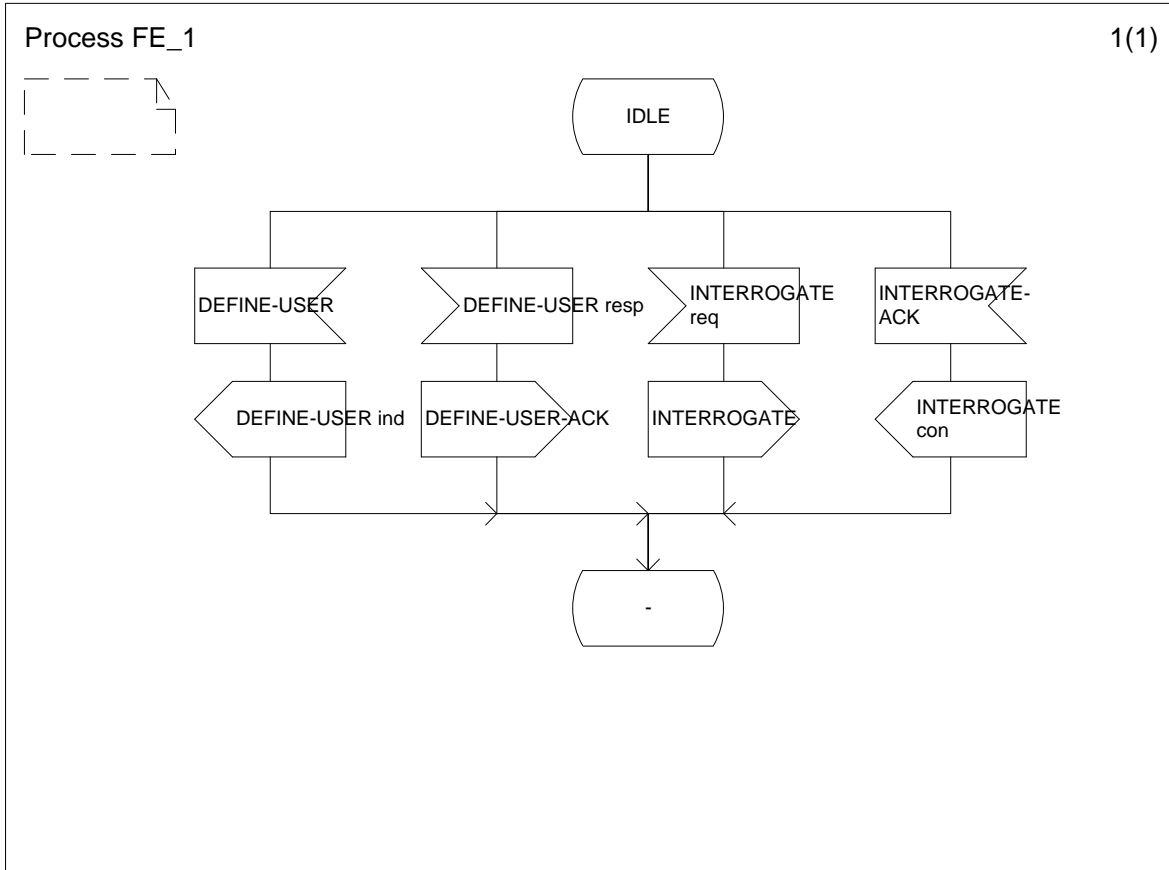 Process FE_1
1(1)
IDLE
DEFINE-USER
DEFINE-USER resp
INTERROGATE
req
INTERROGATE-
ACK
DEFINE-USER ind
DEFINE-USER-ACK
INTERROGATE
INTERROGATE
con
-